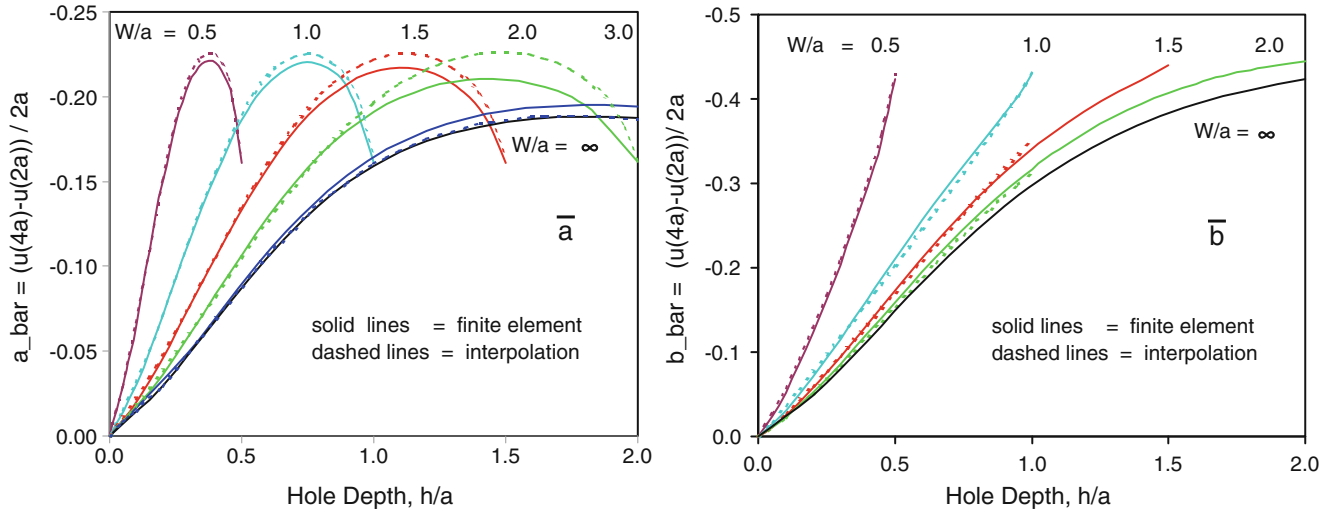 -0.25
W/a = 0.5 1.0 1.5 2.0 3.0
-0.20
-0.15
-0.10
-0.05
0.00
a_bar = (u(4a)-u(2a)) / 2a
W/a = ∞
a̅
solid lines = finite element
dashed lines = interpolation
0.0 0.5 1.0 1.5 2.0
Hole Depth, h/a
-0.5
W/a = 0.5 1.0 1.5 2.0
-0.4
-0.3
-0.2
-0.1
0.0
b_bar = (u(4a)-u(2a))/ 2a
W/a = ∞
b̅
solid lines = finite element
dashed lines = interpolation
0.0 0.5 1.0 1.5 2.0
Hole Depth, h/a